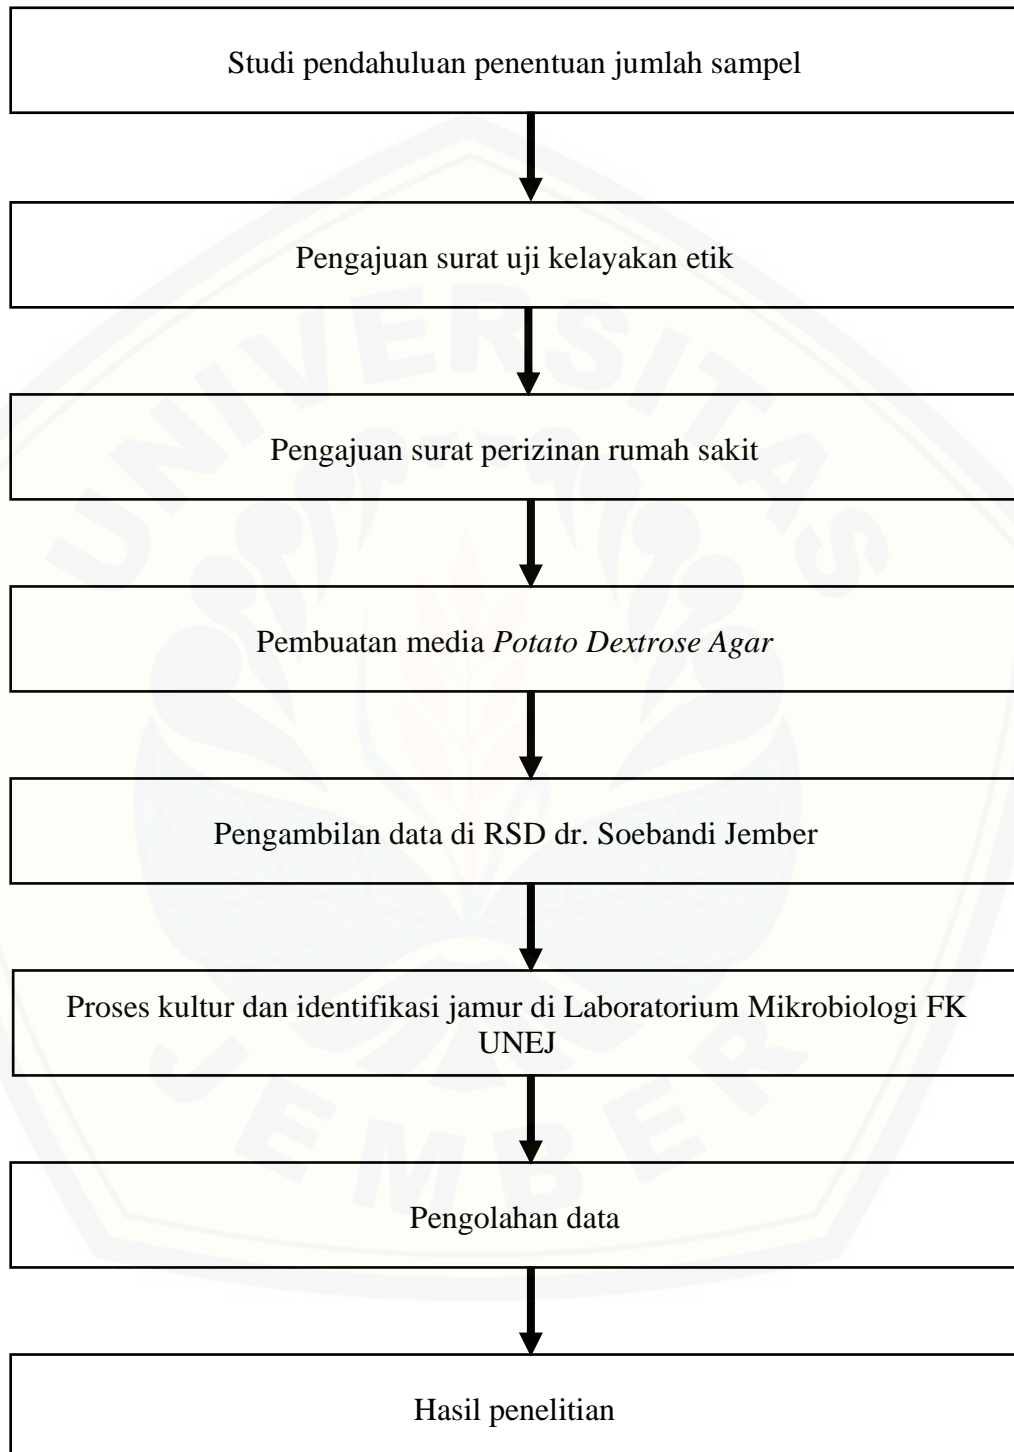 Studi pendahuluan penentuan jumlah sampel
Pengajuan surat uji kelayakan etik
Pengajuan surat perizinan rumah sakit
Pembuatan media Potato Dextrose Agar
Pengambilan data di RSD dr. Soebandi Jember
Proses kultur dan identifikasi jamur di Laboratorium Mikrobiologi FK
UNEJ
Pengolahan data
Hasil penelitian
UNIVERSITAS
JEMBER